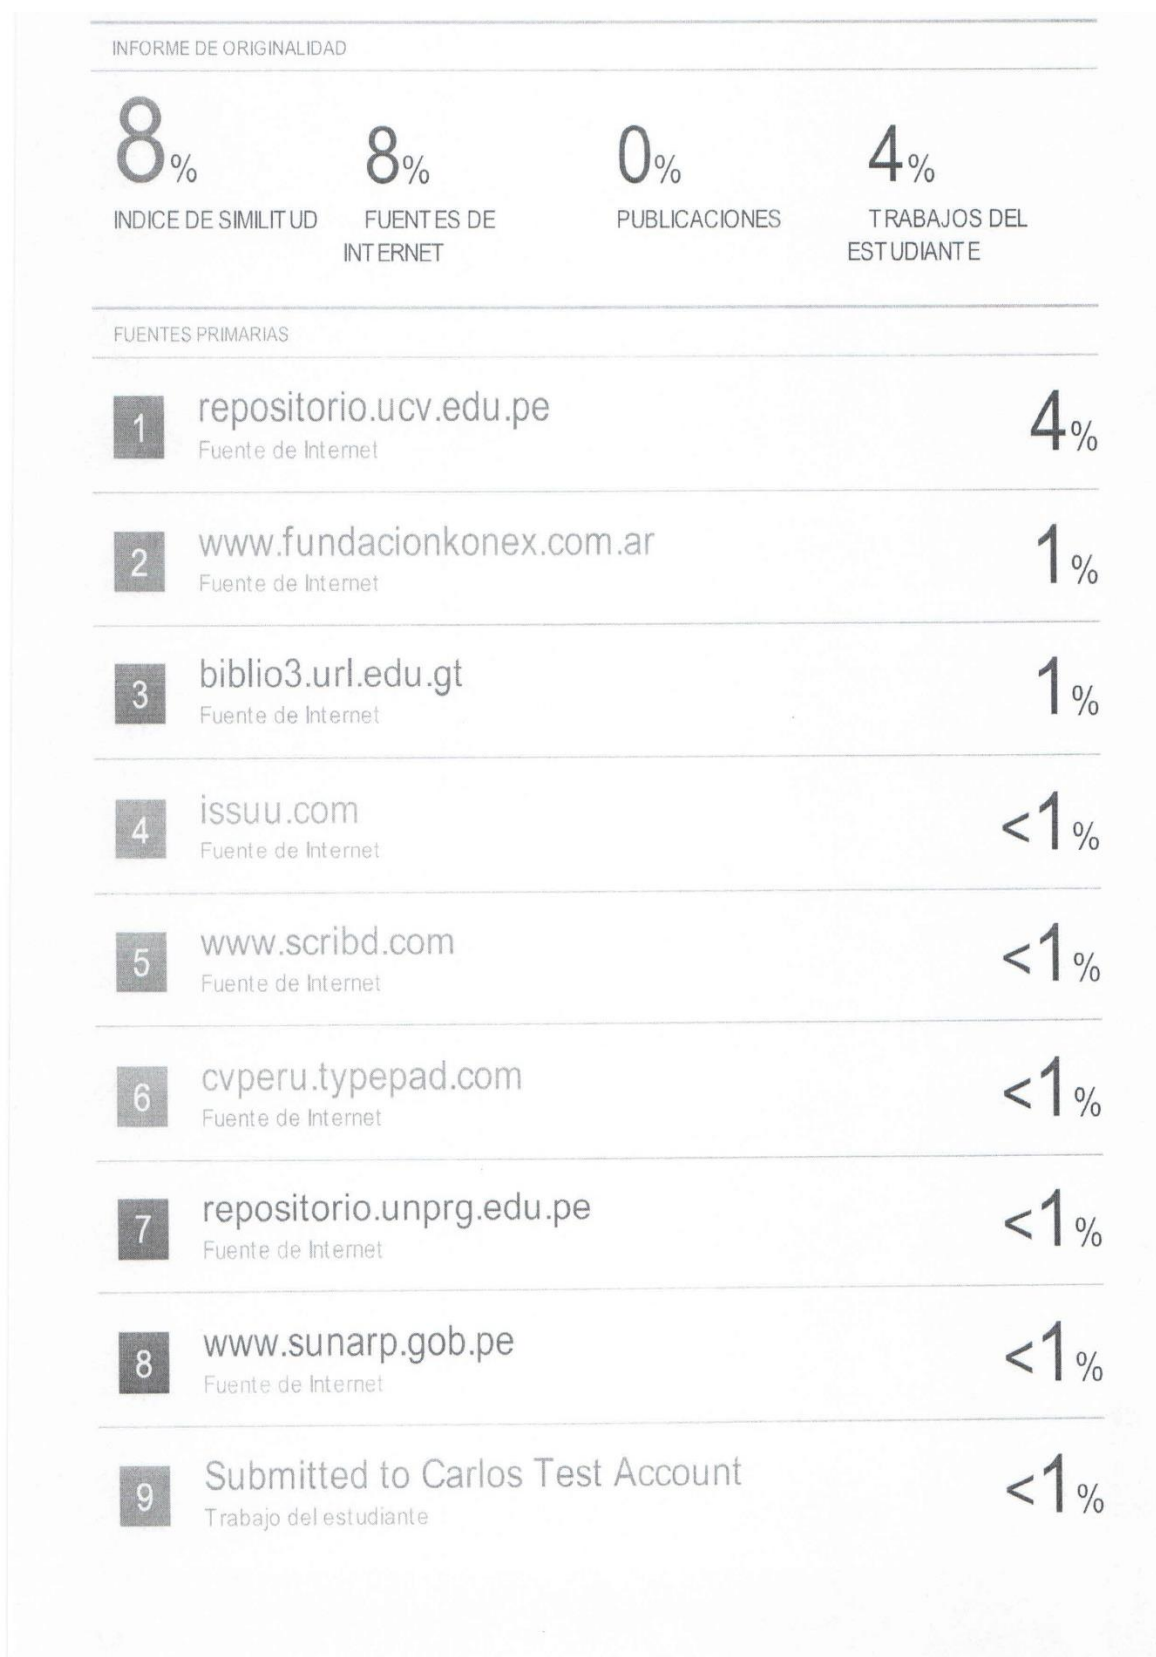 INFORME DE ORIGINALIDAD
8% 8% 0% 4%
INDICE DE SIMILITUD FUENTES DE INTERNET PUBLICACIONES TRABAJOS DEL ESTUDIANTE
FUENTES PRIMARIAS
1 repositorio.ucv.edu.pe 4%
Fuente de Internet
2 www.fundacionkonex.com.ar 1%
Fuente de Internet
3 biblio3.url.edu.gt 1%
Fuente de Internet
4 issuu.com <1%
Fuente de Internet
5 www.scribd.com <1%
Fuente de Internet
6 cvperu.typepad.com <1%
Fuente de Internet
7 repositorio.unprg.edu.pe <1%
Fuente de Internet
8 www.sunarp.gob.pe <1%
Fuente de Internet
9 Submitted to Carlos Test Account <1%
Trabajo del estudiante